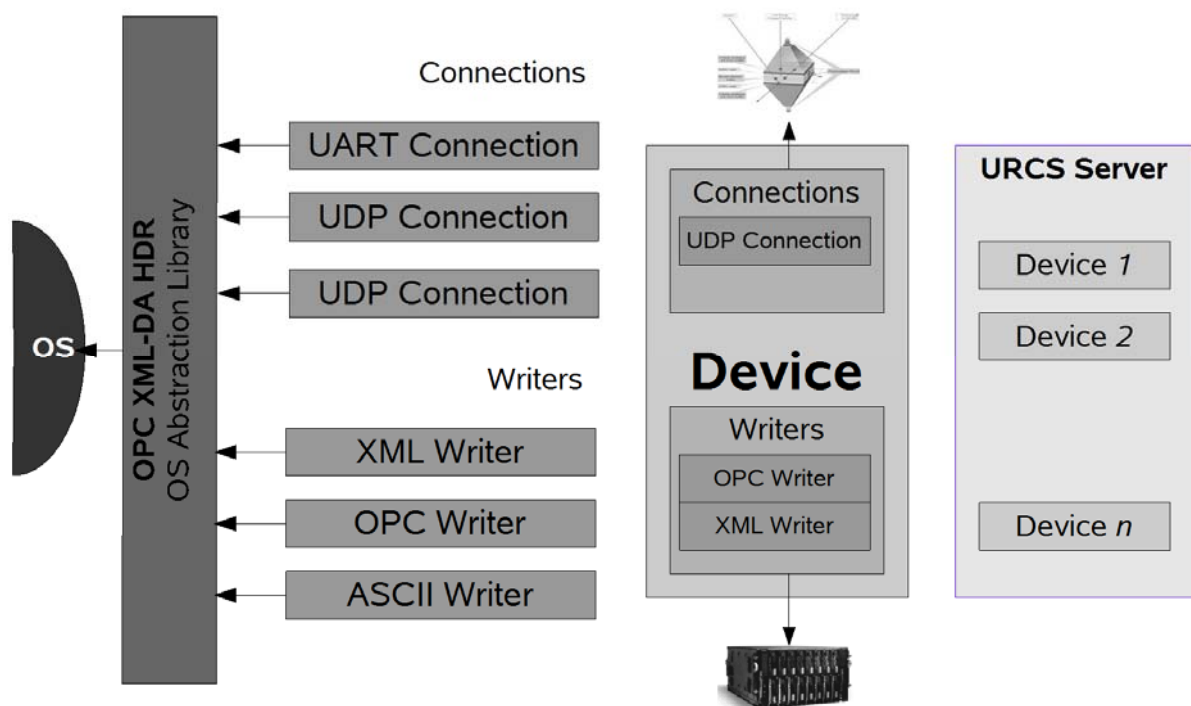 OS
OPC XML-DA HDR
OS Abstraction Library
Connections
UART Connection
UDP Connection
UDP Connection
Writers
XML Writer
OPC Writer
ASCII Writer
Connections
UDP Connection
Device
Writers
OPC Writer
XML Writer
URCS Server
Device 1
Device 2
Device n